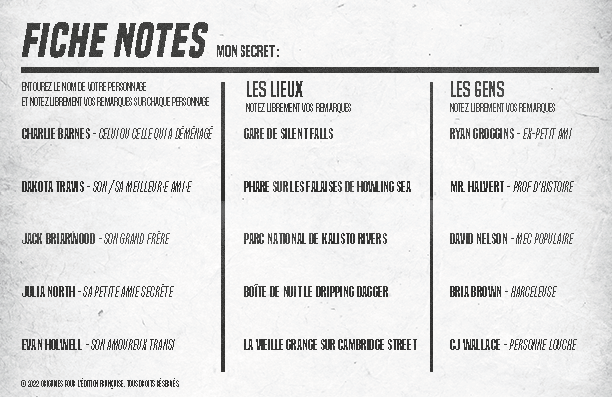 FICHE NOTES MON SECRET :
ENTOUREZ LE NOM DE VOTRE PERSONNAGE
ET NOTEZ LIBREMENT VOS REMARQUES SUR CHAQUE PERSONNAGE
CHARLIE BARNES - CELUI OU CELLE QUI A DÉMÉNAGÉ
DAKOTA TRAVIS - SON / SA MEILLEUR·E AMI·E
JACK BRIARWOOD - SON GRAND FRÈRE
JULIA NORTH - SA PETITE AMIE SECRÈTE
EVAN HOLWELL - SON AMOUREUX TRANSI
LES LIEUX
NOTEZ LIBREMENT VOS REMARQUES
GARE DE SILENT FALLS
PHARE SUR LES FALAISES DE HOWLING SEA
PARC NATIONAL DE KALISTO RIVERS
BOÎTE DE NUIT LE DRIPPING DAGGER
LA VIEILLE GRANGE SUR CAMBRIDGE STREET
LES GENS
NOTEZ LIBREMENT VOS REMARQUES
RYAN GROGGINS - EX-PETIT AMI
MR. HALVERT - PROF D'HISTOIRE
DAVID NELSON - MEC POPULAIRE
BRIA BROWN - HARCELEUSE
CJ WALLACE - PERSONNE LOUCHE
© 2022 ORIGAMES POUR L'ÉDITION FRANÇAISE. TOUS DROITS RÉSERVÉS.